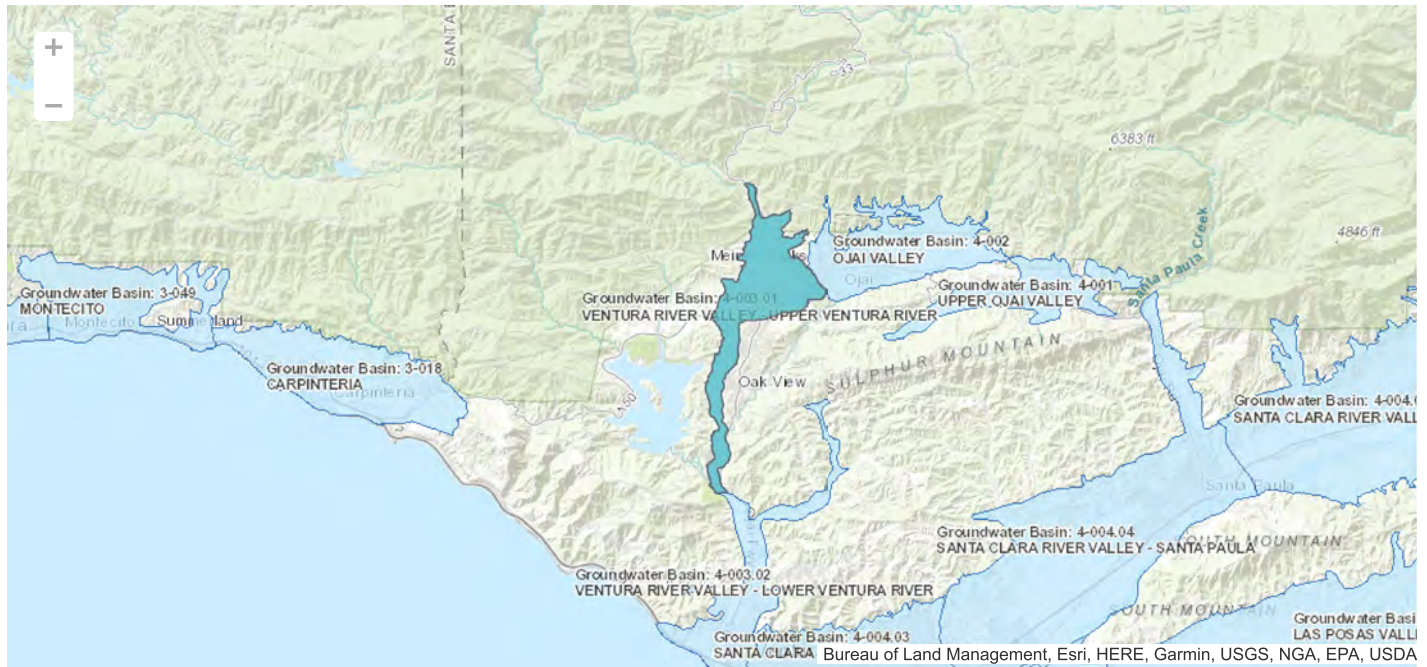 +
−
SANTA
33
6383 ft
4846 ft
Santa Paula Creek
Groundwater Basin: 4-002
OJAI VALLEY
Ojai
Groundwater Basin: 4-001
UPPER OJAI VALLEY
Groundwater Basin: 3-049
MONTECITO
Montecito
Summerland
Groundwater Basin: 4-003.01
VENTURA RIVER VALLEY - UPPER VENTURA RIVER
Groundwater Basin: 3-018
CARPINTERIA
Carpinteria
Oak View
SULPHUR MOUNTAIN
150
Groundwater Basin: 4-004.
SANTA CLARA RIVER VALL
Santa Paula
Groundwater Basin: 4-004.04
SANTA CLARA RIVER VALLEY - SANTA PAULA
SOUTH MOUNTAIN
Groundwater Basin: 4-003.02
VENTURA RIVER VALLEY - LOWER VENTURA RIVER
SOUTH MOUNTAIN
Groundwater Basi
LAS POSAS VALL
Groundwater Basin: 4-004.03
SANTA CLARA
Bureau of Land Management, Esri, HERE, Garmin, USGS, NGA, EPA, USDA